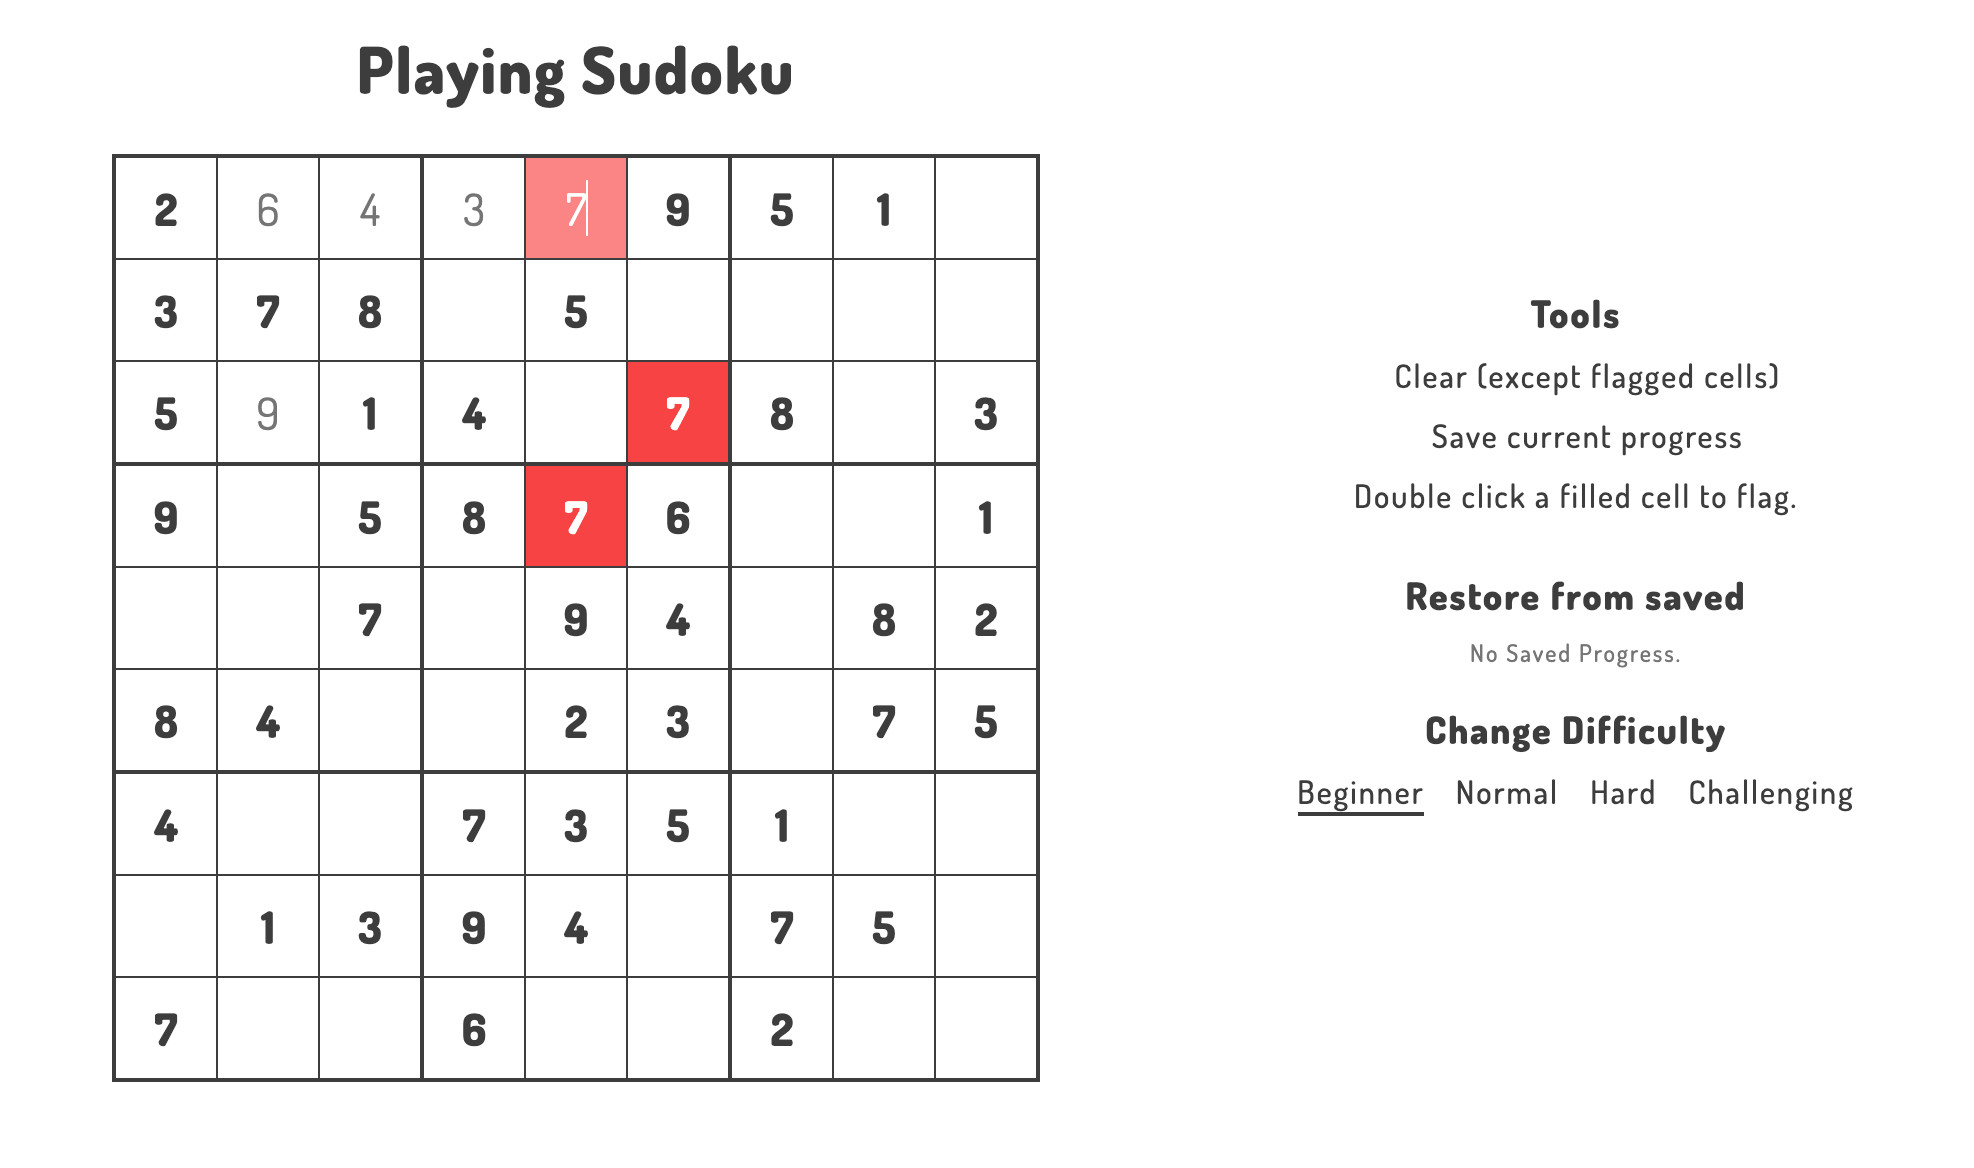 Playing Sudoku
2 6 4 3 7 9 5 1
3 7 8 5
5 9 1 4 7 8 3
9 5 8 7 6 1
7 9 4 8 2
8 4 2 3 7 5
4 7 3 5 1
1 3 9 4 7 5
7 6 2
Tools
Clear (except flagged cells)
Save current progress
Double click a filled cell to flag.
Restore from saved
No Saved Progress.
Change Difficulty
Beginner Normal Hard Challenging